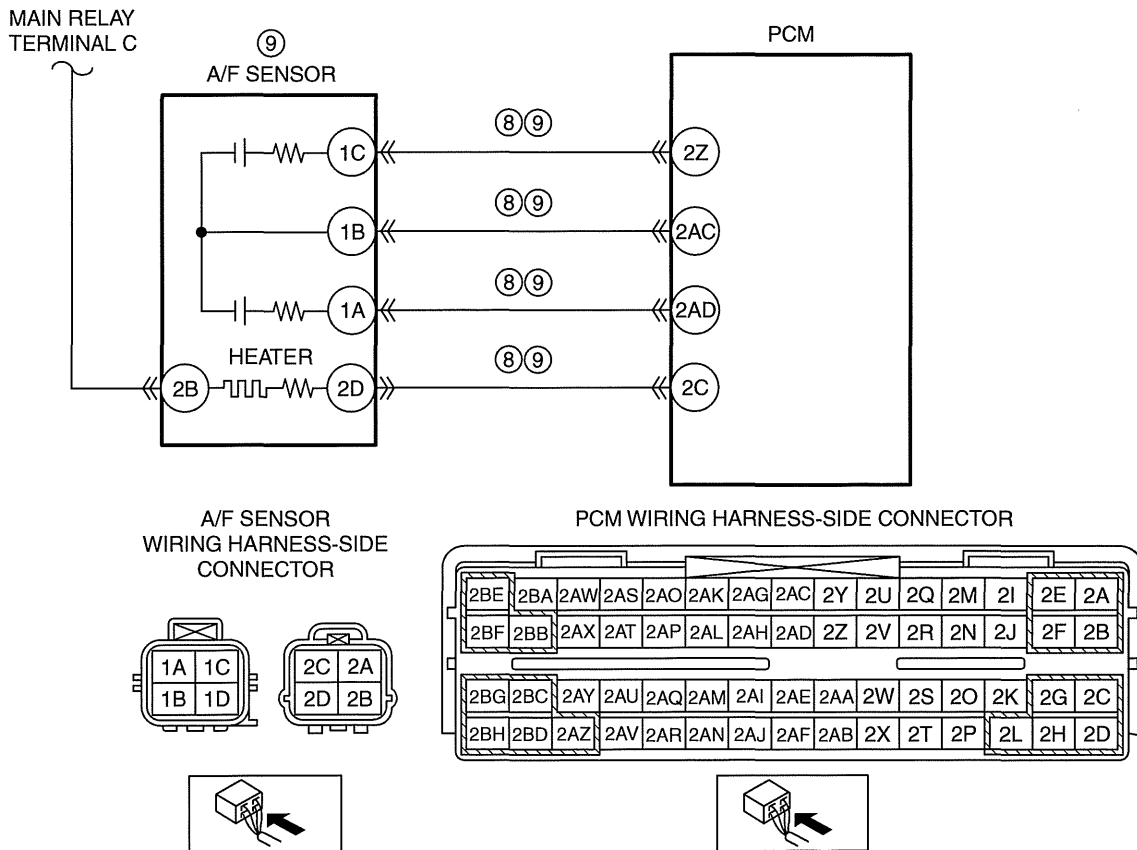 MAIN RELAY
TERMINAL C
⑨
A/F SENSOR
PCM
1C
⑧⑨
2Z
1B
⑧⑨
2AC
1A
⑧⑨
2AD
HEATER
2B
2D
⑧⑨
2C
A/F SENSOR
WIRING HARNESS-SIDE
CONNECTOR
1A 1C
1B 1D
2C 2A
2D 2B
PCM WIRING HARNESS-SIDE CONNECTOR
2BE 2BA 2AW 2AS 2AO 2AK 2AG 2AC 2Y 2U 2Q 2M 2I 2E 2A
2BF 2BB 2AX 2AT 2AP 2AL 2AH 2AD 2Z 2V 2R 2N 2J 2F 2B
2BG 2BC 2AY 2AU 2AQ 2AM 2AI 2AE 2AA 2W 2S 2O 2K 2G 2C
2BH 2BD 2AZ 2AV 2AR 2AN 2AJ 2AF 2AB 2X 2T 2P 2L 2H 2D